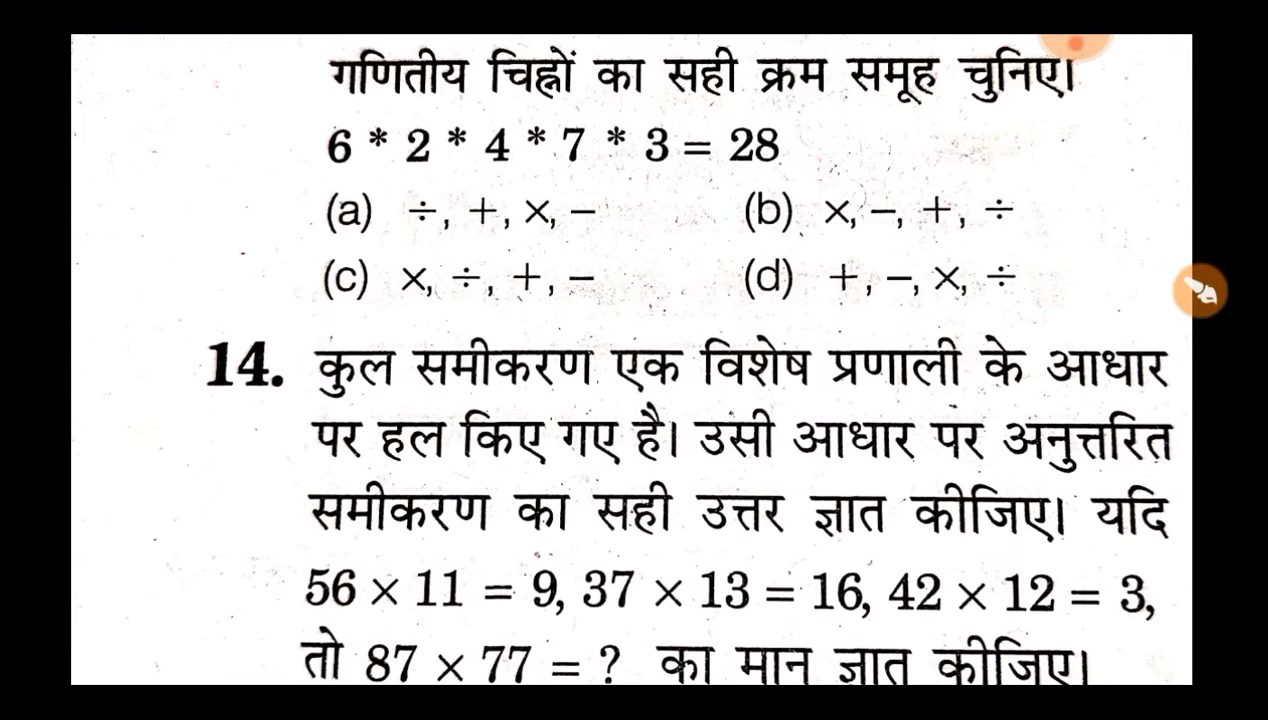 गणितीय चिह्नों का सही क्रम समूह चुनिए।
6 * 2 * 4 * 7 * 3 = 28
(a) ÷, +, ×, − (b) ×, −, +, ÷
(c) ×, ÷, +, − (d) +, −, ×, ÷
14. कुल समीकरण एक विशेष प्रणाली के आधार
पर हल किए गए है। उसी आधार पर अनुत्तरित
समीकरण का सही उत्तर ज्ञात कीजिए। यदि
56 × 11 = 9, 37 × 13 = 16, 42 × 12 = 3,
तो 87 × 77 = ? का मान ज्ञात कीजिए।